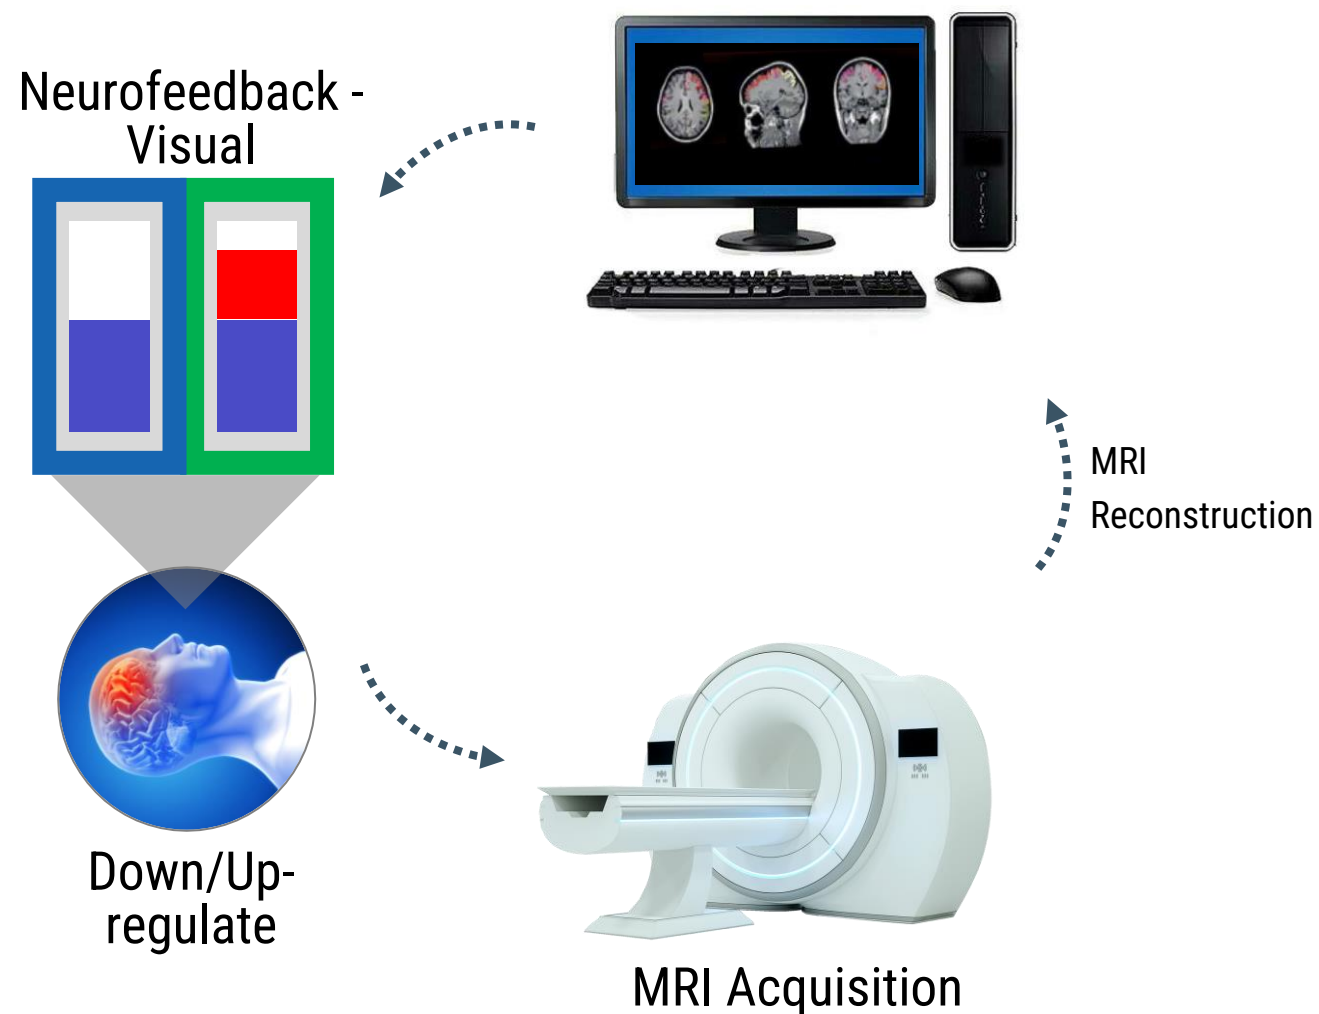 Neurofeedback -
Visual
MRI
Reconstruction
Down/Up-
regulate
MRI Acquisition